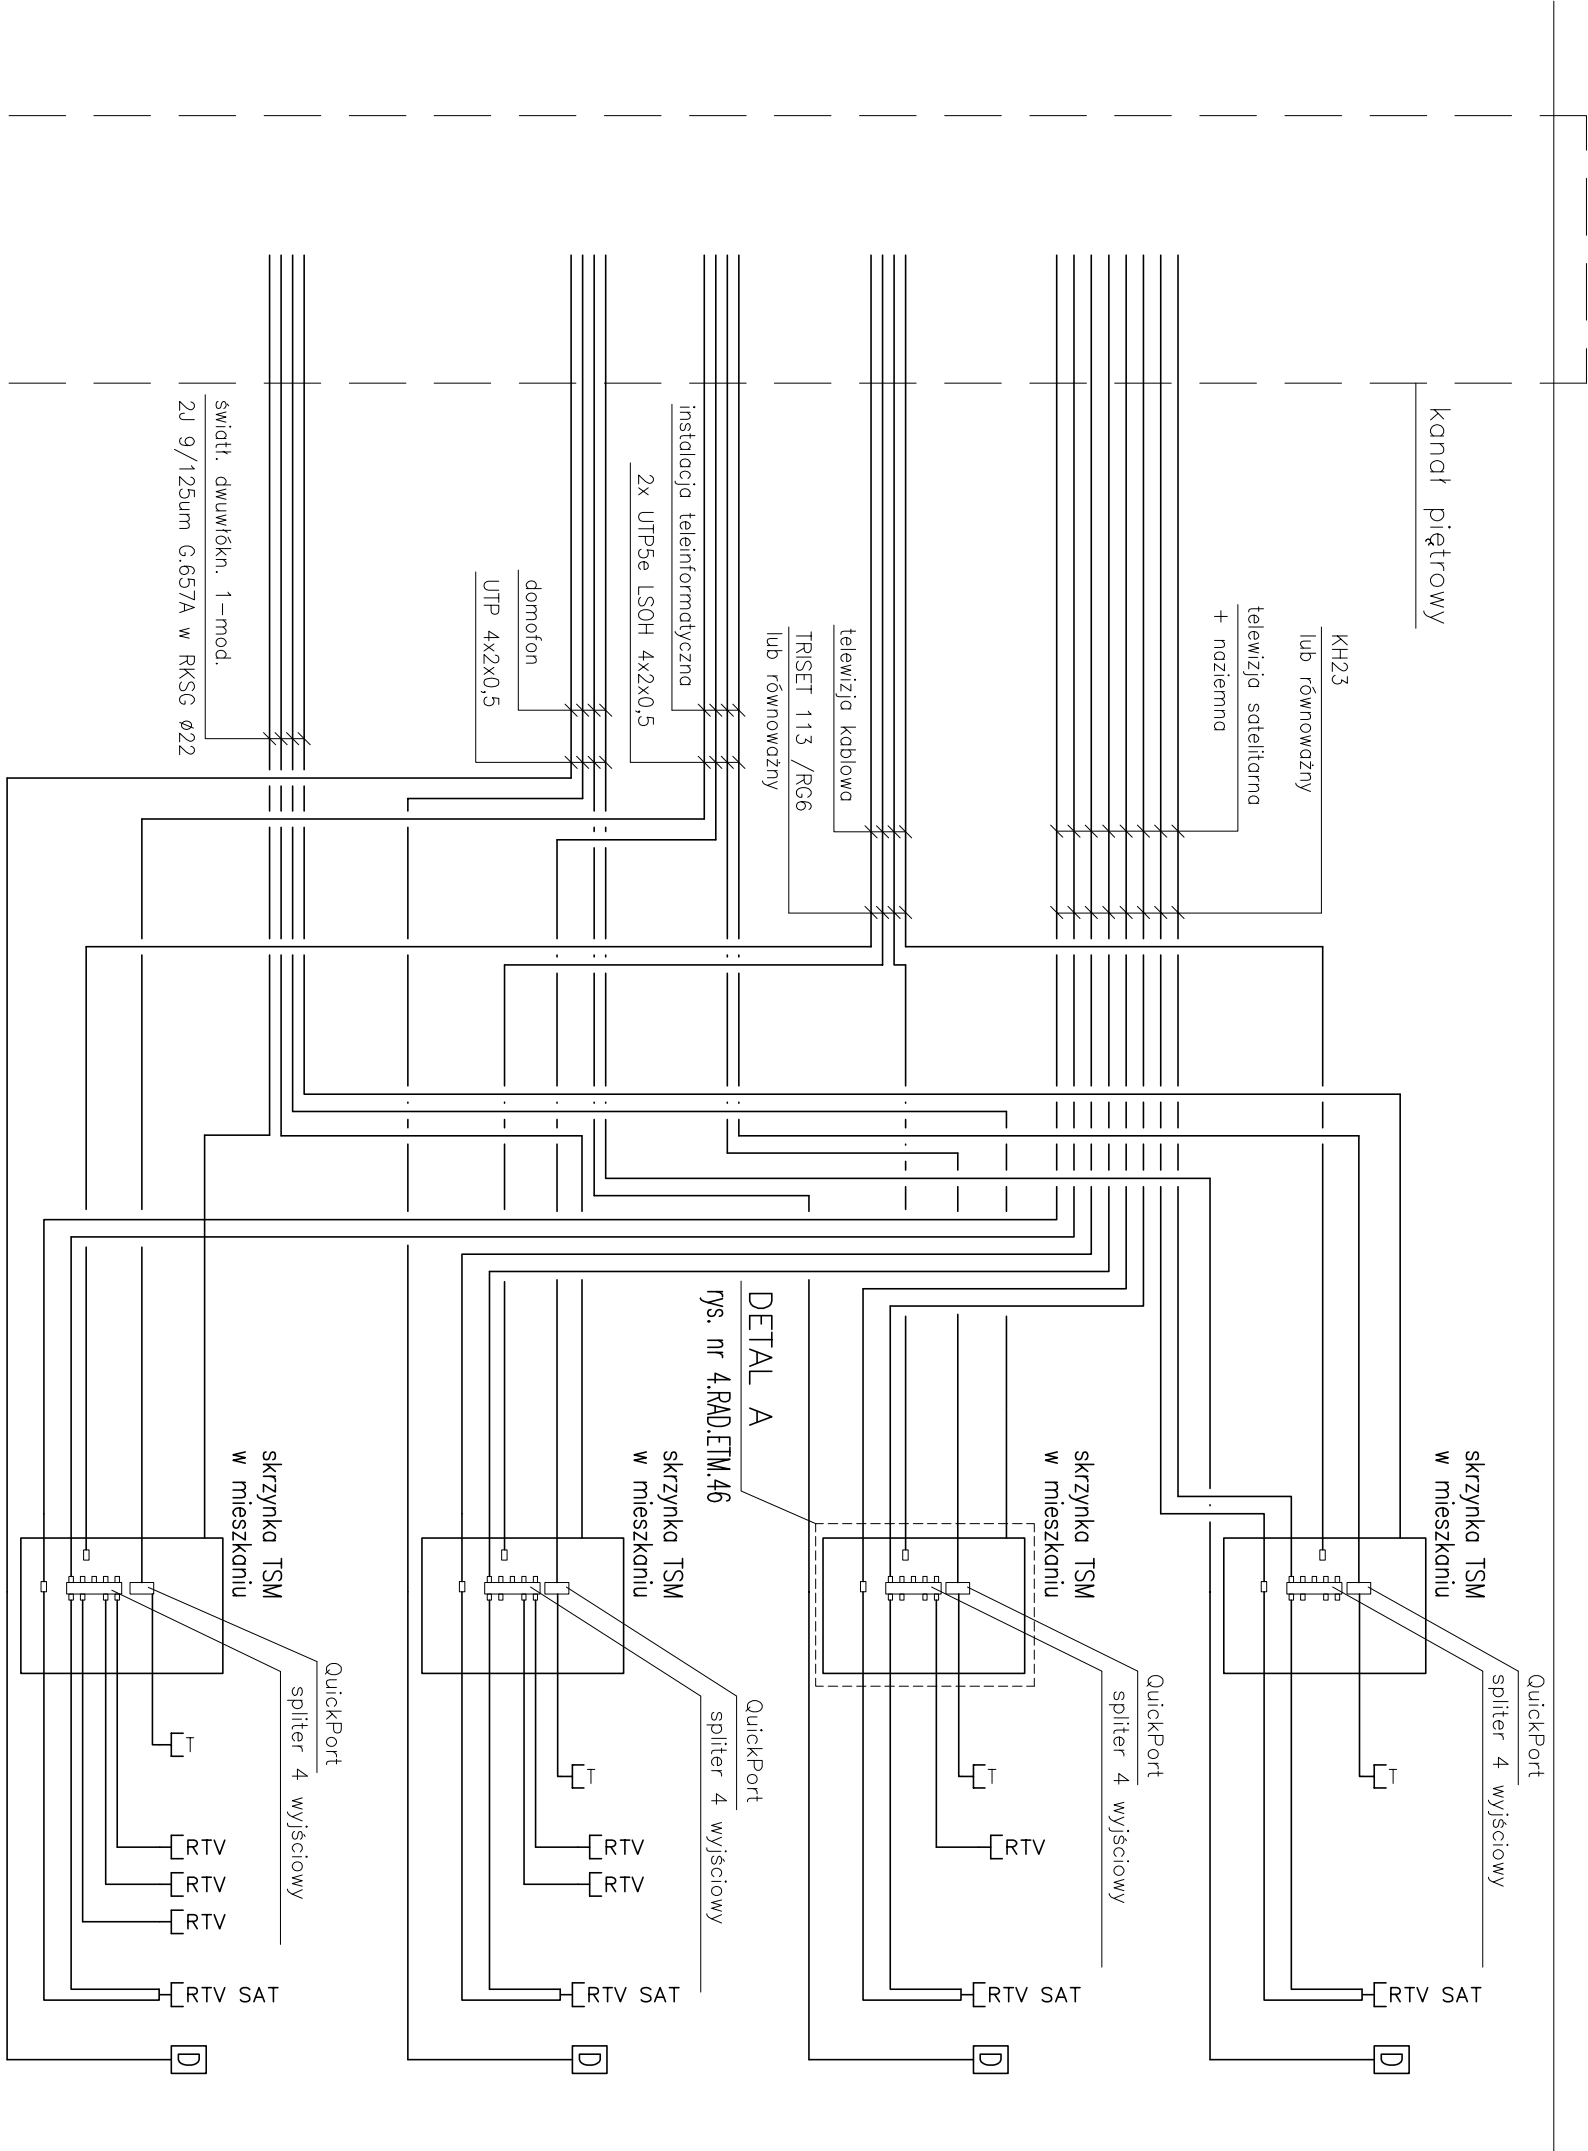 kanał piętrowy
KH23
lub równoważny
telewizja satelitarna
+ naziemna
telewizja kablowa
TRISET 113 /RG6
lub równoważny
instalacja teleinformatyczna
2x UTP5e LSOH 4x2x0,5
domofon
UTP 4x2x0,5
światł. dwuwłókn. 1-mod.
2J 9/125um G.657A w RKSG ø22
DETAL A
rys. nr 4.RAD.ETM.46
skrzynka TSM
w mieszkaniu
QuickPort
spliter 4 wyjściowy
T
RTV SAT
D
skrzynka TSM
w mieszkaniu
QuickPort
spliter 4 wyjściowy
T
RTV
RTV SAT
D
skrzynka TSM
w mieszkaniu
QuickPort
spliter 4 wyjściowy
T
RTV
RTV
RTV SAT
D
skrzynka TSM
w mieszkaniu
QuickPort
spliter 4 wyjściowy
T
RTV
RTV
RTV
RTV SAT
D